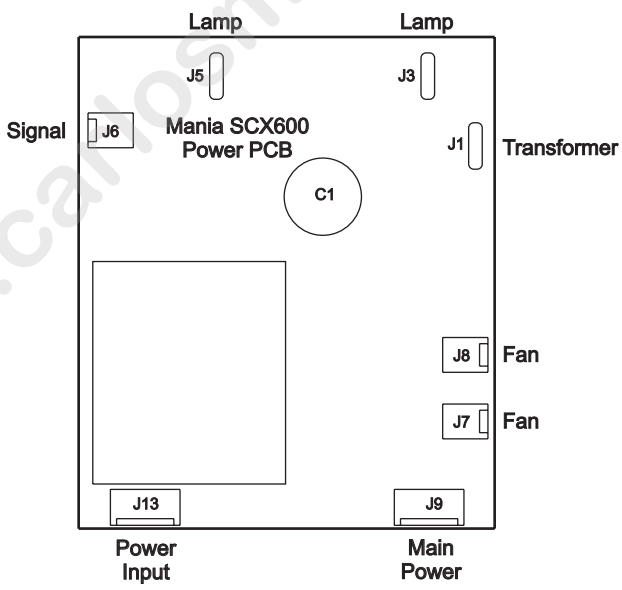 Lamp
Lamp
J5
J3
Signal
J6
Mania SCX600
Power PCB
J1
Transformer
C1
J8
Fan
J7
Fan
J13
J9
Power
Input
Main
Power
.carlos